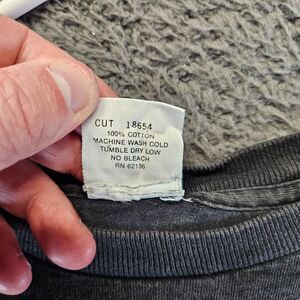 CUT 18654
100% COTTON
MACHINE WASH COLD
TUMBLE DRY LOW
NO BLEACH
RN 62136